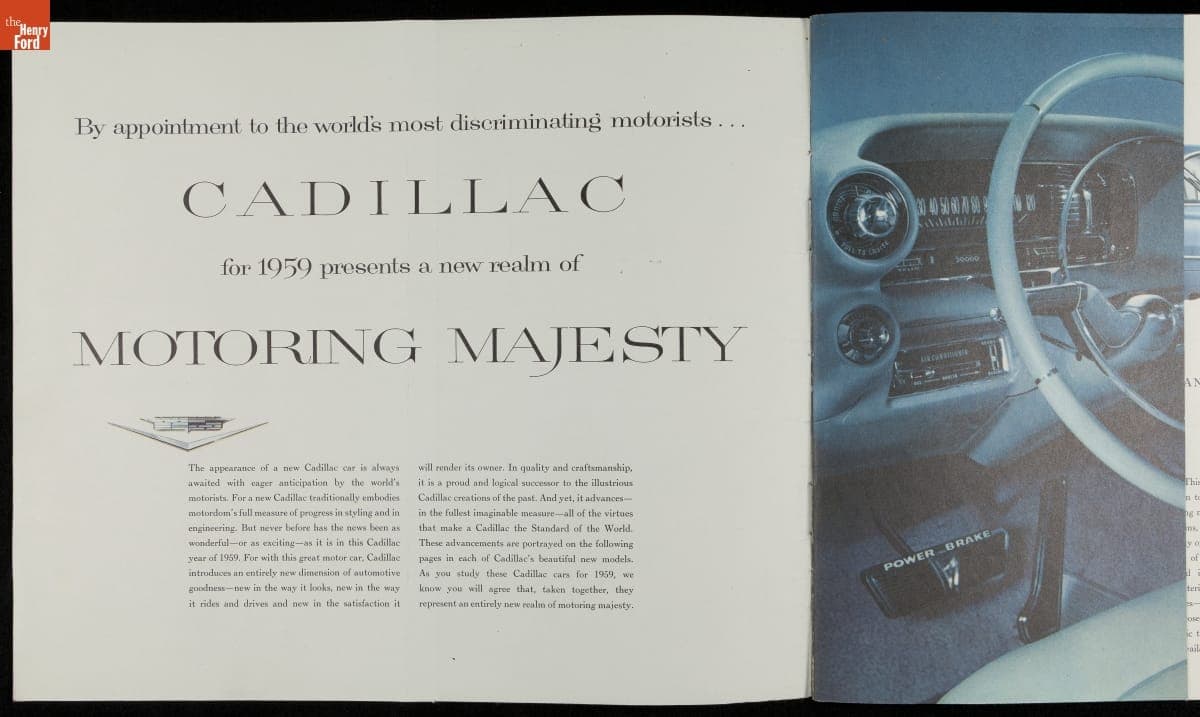 the
Henry
Ford
By appointment to the world's most discriminating motorists . . .
CADILLAC
for 1959 presents a new realm of
MOTORING MAJESTY
The appearance of a new Cadillac car is always
awaited with eager anticipation by the world's
motorists. For a new Cadillac traditionally embodies
motordom's full measure of progress in styling and in
engineering. But never before has the news been as
wonderful—or as exciting—as it is in this Cadillac
year of 1959. For with this great motor car, Cadillac
introduces an entirely new dimension of automotive
goodness—new in the way it looks, new in the way
it rides and drives and new in the satisfaction it
will render its owner. In quality and craftsmanship,
it is a proud and logical successor to the illustrious
Cadillac creations of the past. And yet, it advances—
in the fullest imaginable measure—all of the virtues
that make a Cadillac the Standard of the World.
These advancements are portrayed on the following
pages in each of Cadillac's beautiful new models.
As you study these Cadillac cars for 1959, we
know you will agree that, taken together, they
represent an entirely new realm of motoring majesty.
40 50 60 70 80
30000
AIR CONDITIONER
POWER BRAKE